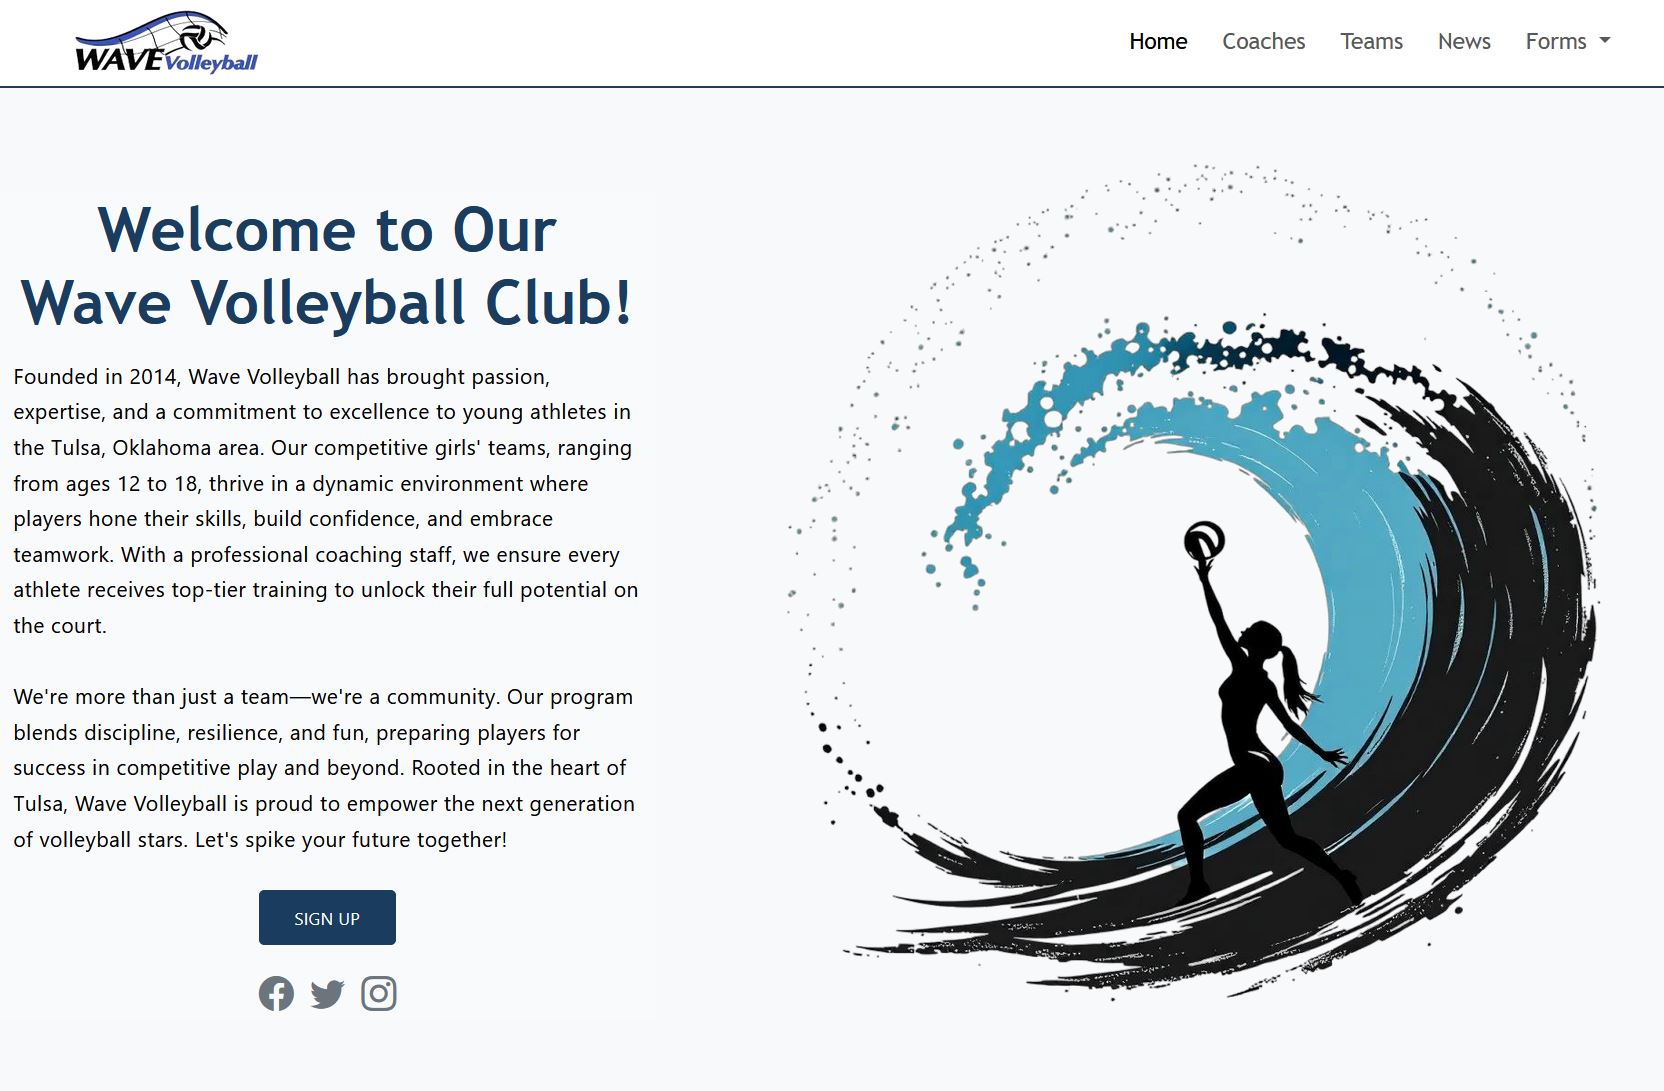 WAVE Volleyball
Home Coaches Teams News Forms
Welcome to Our
Wave Volleyball Club!
Founded in 2014, Wave Volleyball has brought passion,
expertise, and a commitment to excellence to young athletes in
the Tulsa, Oklahoma area. Our competitive girls' teams, ranging
from ages 12 to 18, thrive in a dynamic environment where
players hone their skills, build confidence, and embrace
teamwork. With a professional coaching staff, we ensure every
athlete receives top-tier training to unlock their full potential on
the court.
We're more than just a team—we're a community. Our program
blends discipline, resilience, and fun, preparing players for
success in competitive play and beyond. Rooted in the heart of
Tulsa, Wave Volleyball is proud to empower the next generation
of volleyball stars. Let's spike your future together!
SIGN UP